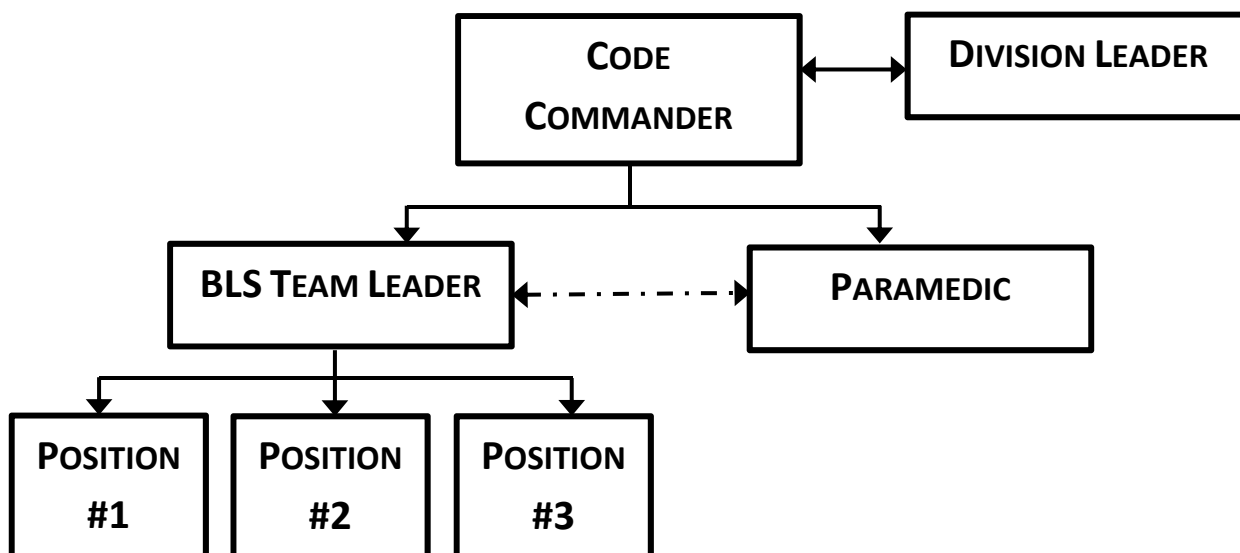 CODE
COMMANDER
DIVISION LEADER
BLS TEAM LEADER
PARAMEDIC
POSITION
#1
POSITION
#2
POSITION
#3